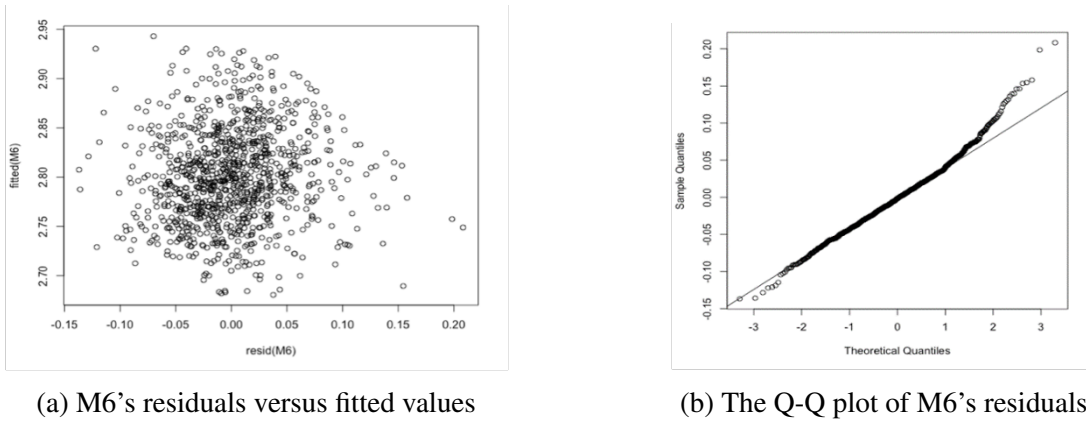 2.95
2.90
2.85
2.80
2.75
2.70
fitted(M6)
-0.15 -0.10 -0.05 0.00 0.05 0.10 0.15 0.20
resid(M6)
(a) M6's residuals versus fitted values
0.20
0.15
0.10
0.05
0.00
-0.05
-0.10
-0.15
Sample Quantiles
-3 -2 -1 0 1 2 3
Theoretical Quantiles
(b) The Q-Q plot of M6's residuals